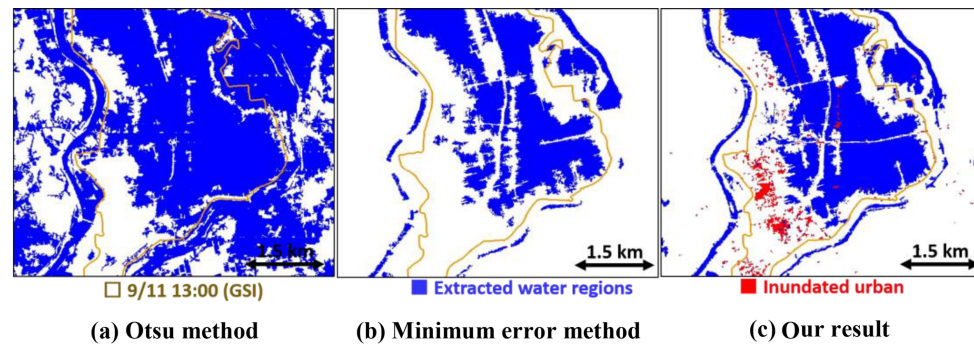 1.5 km
1.5 km
1.5 km
9/11 13:00 (GSI)
Extracted water regions
Inundated urban
(a) Otsu method
(b) Minimum error method
(c) Our result